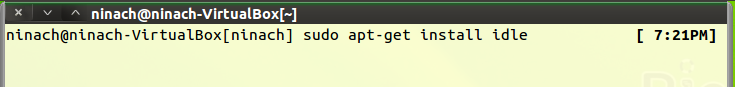 ninach@ninach-VirtualBox[~]
ninach@ninach-VirtualBox[ninach] sudo apt-get install idle [ 7:21PM]